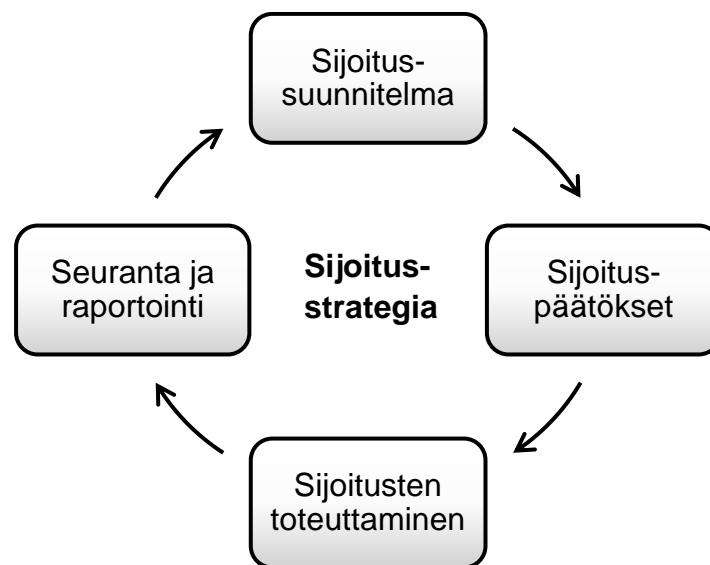 Sijoitus-
suunnitelma
Seuranta ja
raportointi
Sijoitus-
strategia
Sijoitus-
päätökset
Sijoitusten
toteuttaminen